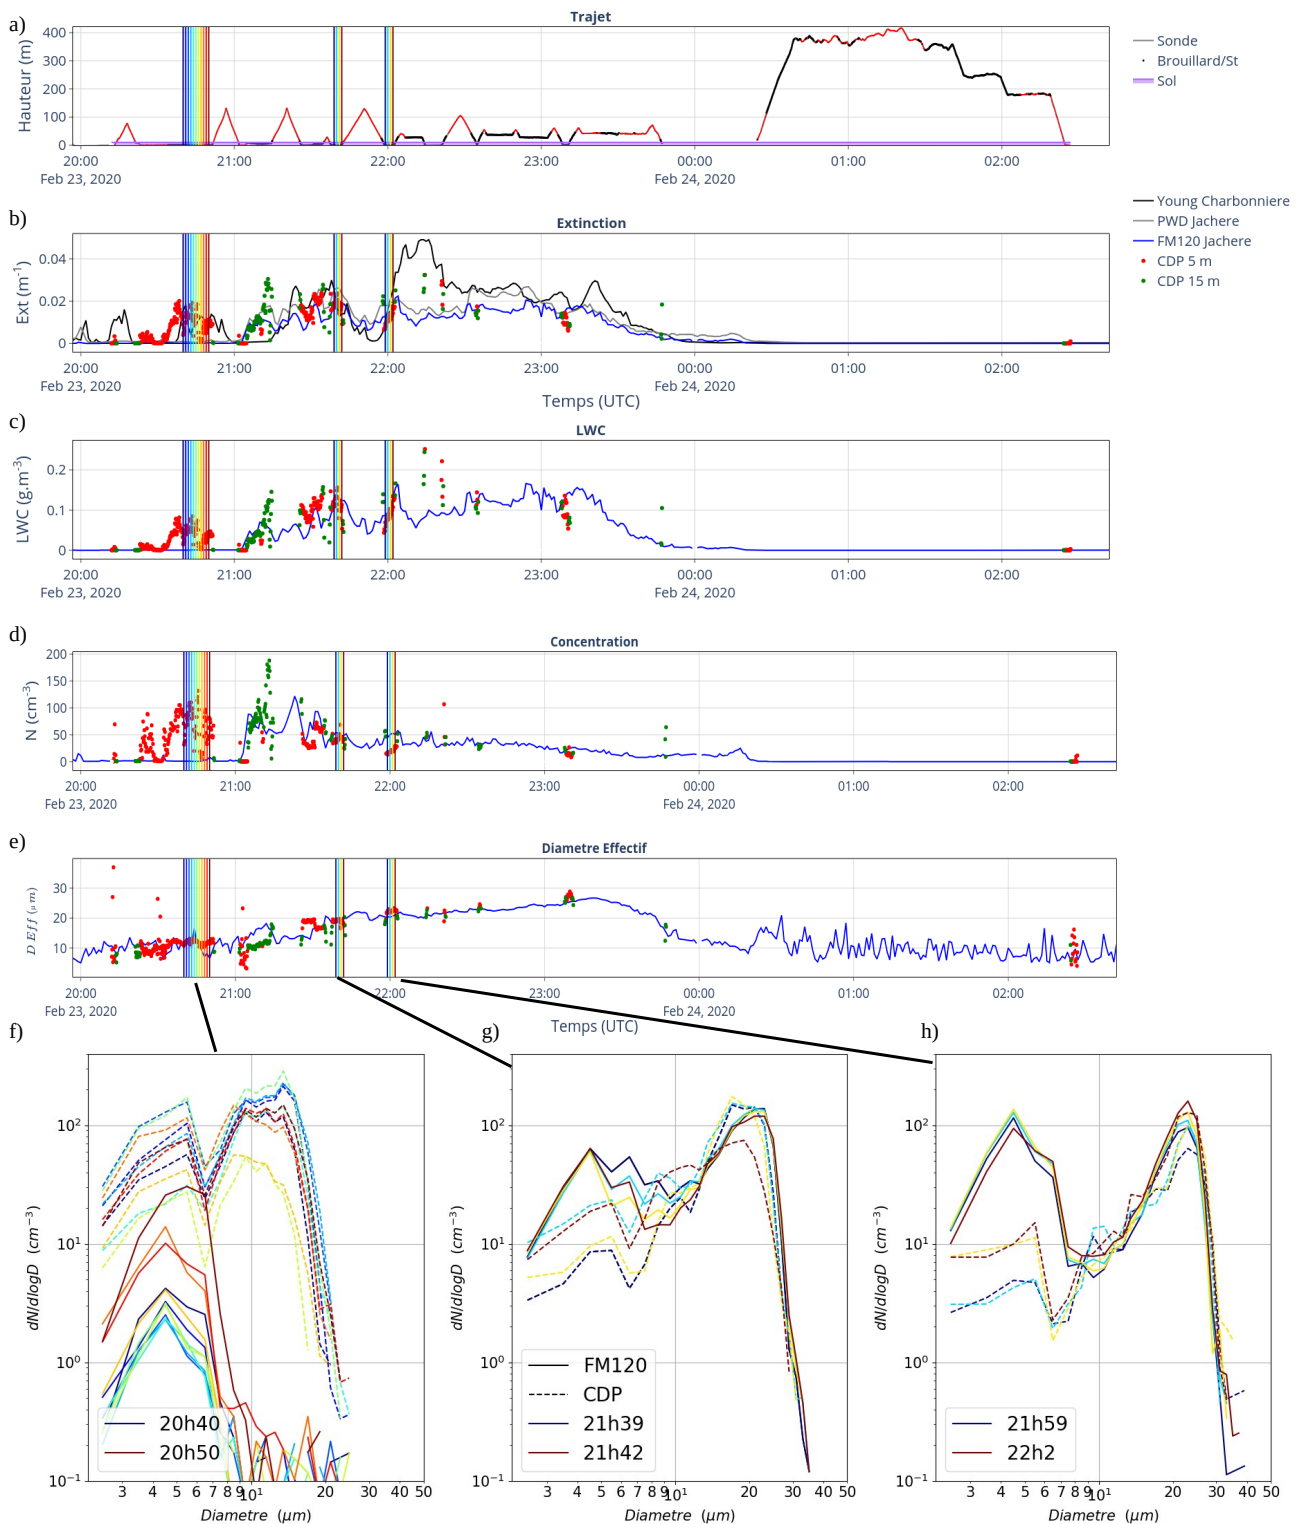 a)
Trajet
Hauteur (m)
400
300
200
100
0
20:00
Feb 23, 2020
21:00
22:00
23:00
00:00
Feb 24, 2020
01:00
02:00
Sonde
Brouillard/St
Sol
b)
Extinction
Ext (m⁻¹)
0.04
0.02
0
20:00
Feb 23, 2020
21:00
22:00
23:00
00:00
Feb 24, 2020
01:00
02:00
Temps (UTC)
Young Charbonniere
PWD Jachere
FM120 Jachere
CDP 5 m
CDP 15 m
c)
LWC
LWC (g.m⁻³)
0.2
0.1
0
20:00
Feb 23, 2020
21:00
22:00
23:00
00:00
Feb 24, 2020
01:00
02:00
d)
Concentration
N (cm⁻³)
200
150
100
50
0
20:00
Feb 23, 2020
21:00
22:00
23:00
00:00
Feb 24, 2020
01:00
02:00
e)
Diametre Effectif
D Eff (μm)
30
20
10
20:00
Feb 23, 2020
21:00
22:00
23:00
00:00
Feb 24, 2020
01:00
02:00
Temps (UTC)
f)
dN/dlogD (cm⁻³)
10²
10¹
10⁰
10⁻¹
20h40
20h50
3 4 5 6 7 8 9 10¹ 20 30 40 50
Diametre (μm)
g)
dN/dlogD (cm⁻³)
10²
10¹
10⁰
10⁻¹
FM120
CDP
21h39
21h42
3 4 5 6 7 8 9 10¹ 20 30 40 50
Diametre (μm)
h)
dN/dlogD (cm⁻³)
10²
10¹
10⁰
10⁻¹
21h59
22h2
3 4 5 6 7 8 9 10¹ 20 30 40 50
Diametre (μm)